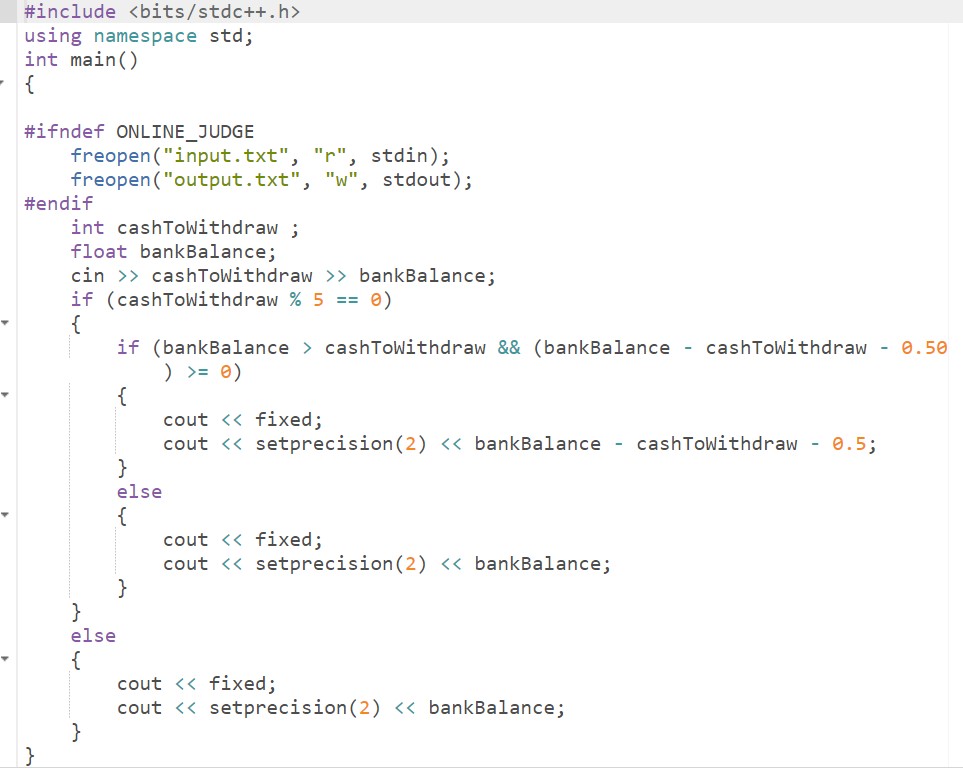 #include <bits/stdc++.h>
using namespace std;
int main()
{

#ifndef ONLINE_JUDGE
    freopen("input.txt", "r", stdin);
    freopen("output.txt", "w", stdout);
#endif
    int cashToWithdraw ;
    float bankBalance;
    cin >> cashToWithdraw >> bankBalance;
    if (cashToWithdraw % 5 == 0)
    {
        if (bankBalance > cashToWithdraw && (bankBalance - cashToWithdraw - 0.50
            ) >= 0)
        {
            cout << fixed;
            cout << setprecision(2) << bankBalance - cashToWithdraw - 0.5;
        }
        else
        {
            cout << fixed;
            cout << setprecision(2) << bankBalance;
        }
    }
    else
    {
        cout << fixed;
        cout << setprecision(2) << bankBalance;
    }
}